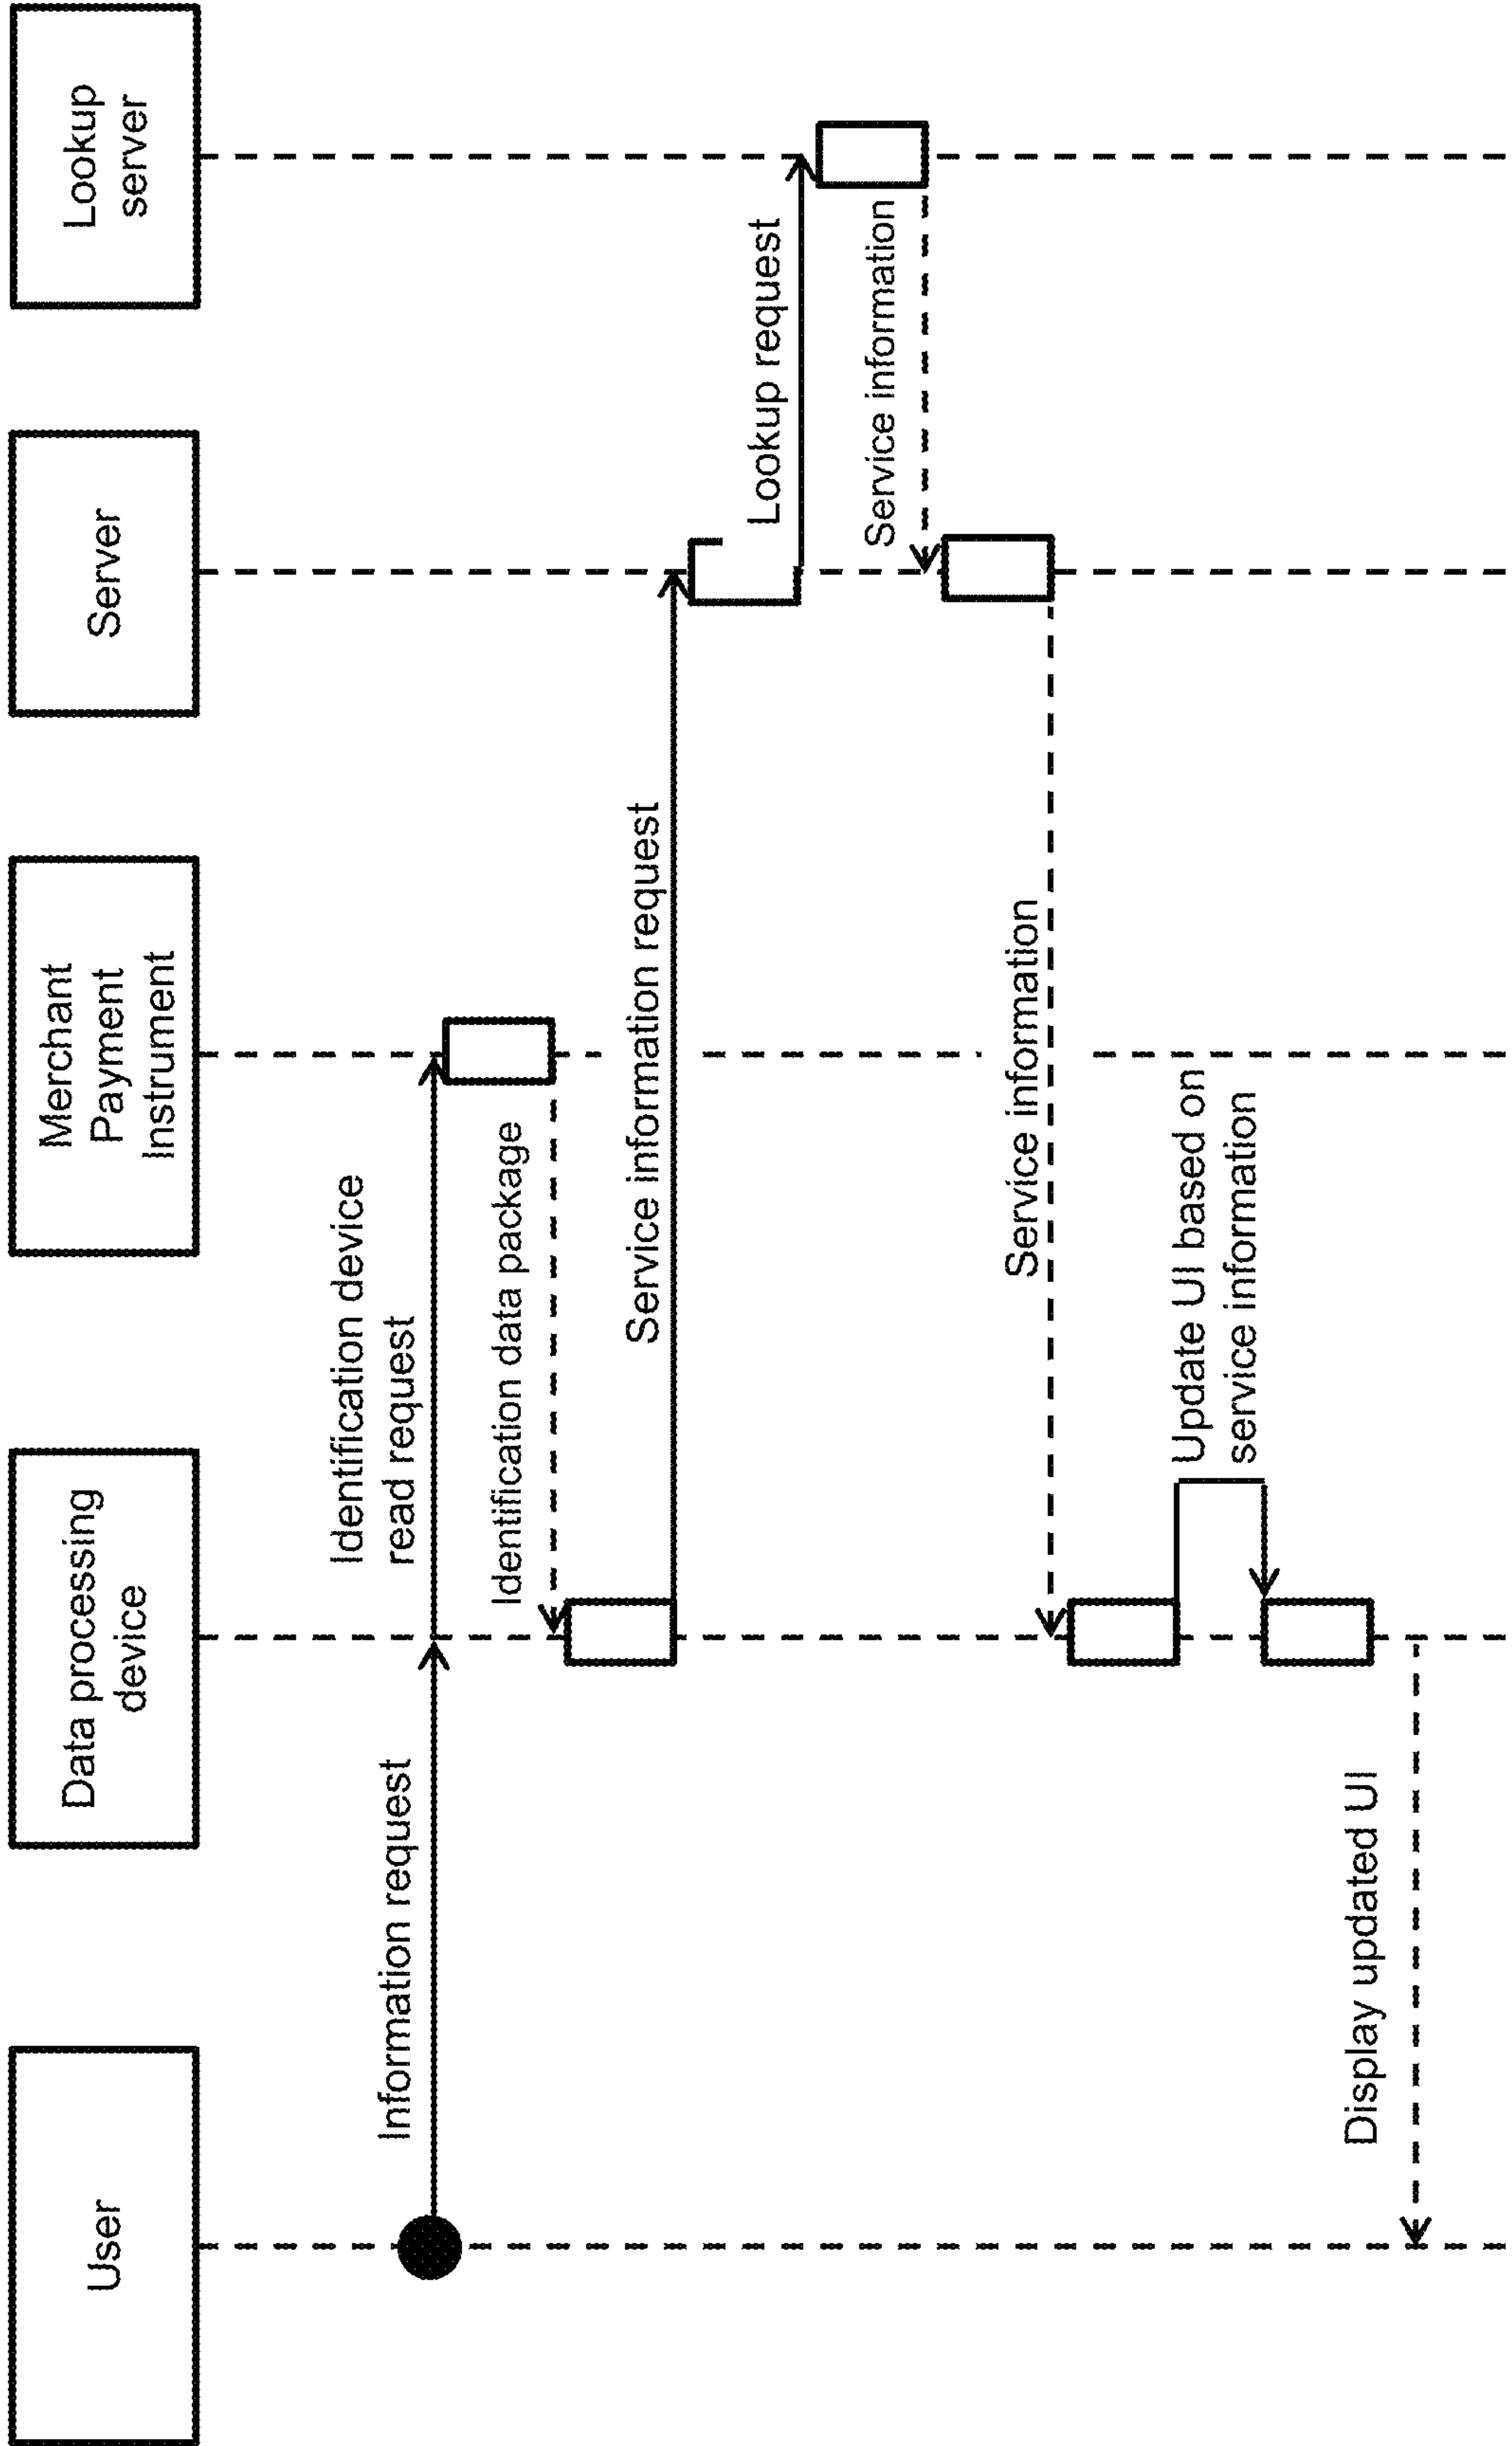 User
Data processing
device
Merchant
Payment
Instrument
Server
Lookup
server
Information request
Identification device
read request
Identification data package
Service information request
Lookup request
Service information
Service information
Update UI based on
service information
Display updated UI